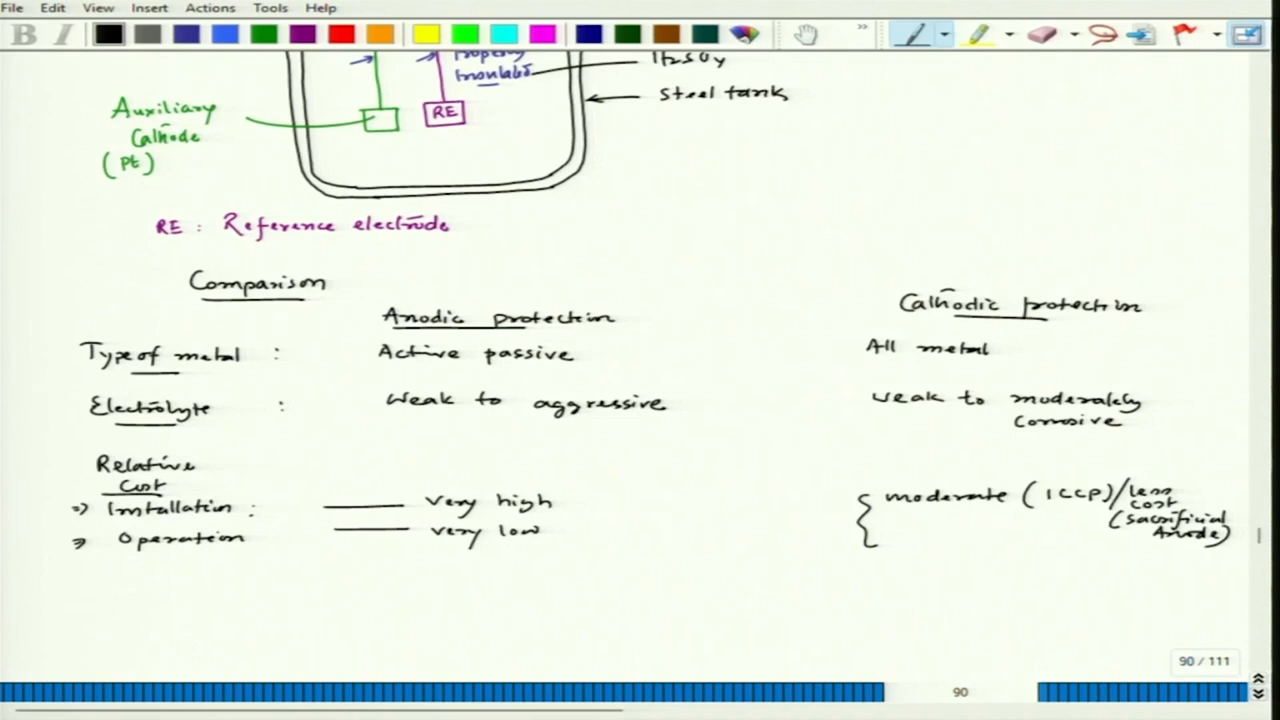 File Edit View Insert Actions Tools Help
B I
Properly
Insulated
H2SO4
Steel tank
Auxiliary
Cathode
(Pt)
RE
RE : Reference electrode
Comparison
Anodic protection
Cathodic protection
Type of metal : Active passive All metal
Electrolyte : Weak to aggressive weak to moderately
corrosive
Relative
Cost
⇒ Installation : very high moderate (ICCP)/less
cost
(sacrificial
Anode)
⇒ Operation very low
90 / 111
90